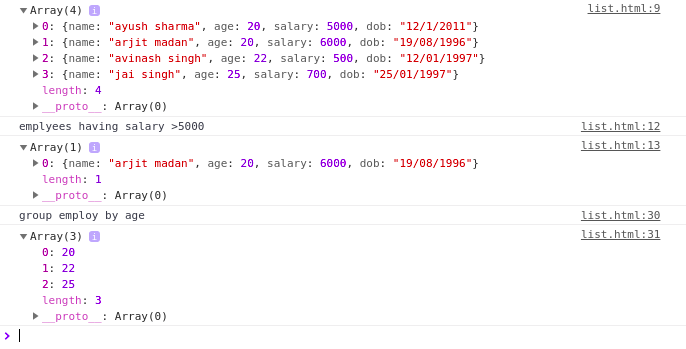 Array(4) i list.html:9
0: {name: "ayush sharma", age: 20, salary: 5000, dob: "12/1/2011"}
1: {name: "arjit madan", age: 20, salary: 6000, dob: "19/08/1996"}
2: {name: "avinash singh", age: 22, salary: 500, dob: "12/01/1997"}
3: {name: "jai singh", age: 25, salary: 700, dob: "25/01/1997"}
length: 4
__proto__: Array(0)
emplyees having salary >5000 list.html:12
Array(1) i list.html:13
0: {name: "arjit madan", age: 20, salary: 6000, dob: "19/08/1996"}
length: 1
__proto__: Array(0)
group employ by age list.html:30
Array(3) i list.html:31
0: 20
1: 22
2: 25
length: 3
__proto__: Array(0)